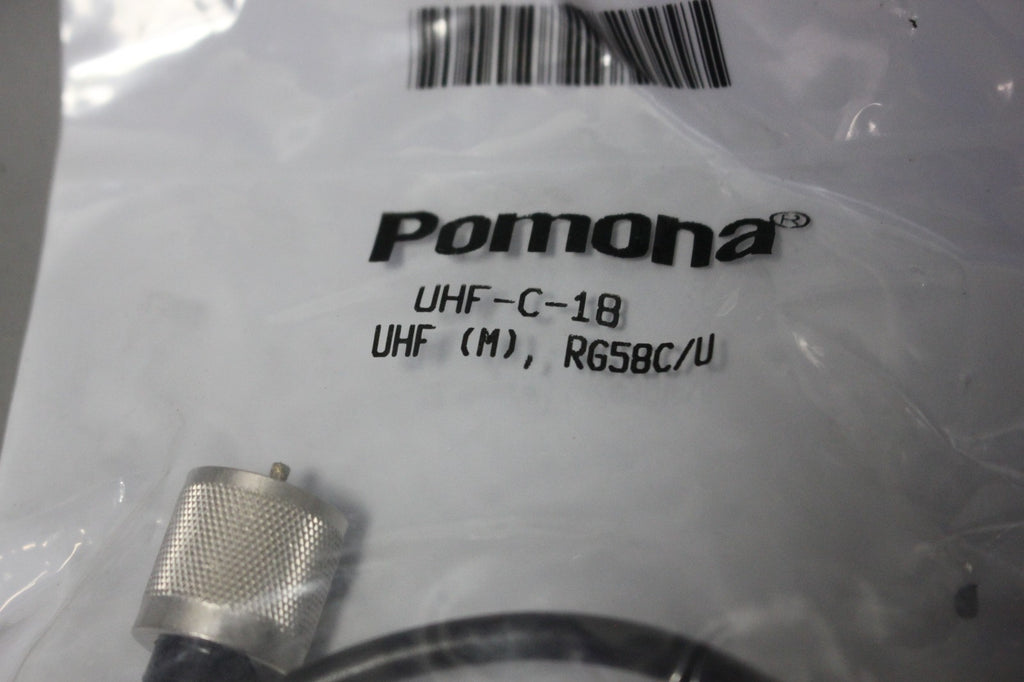 Pomona®
UHF-C-18
UHF (M), RG58C/U